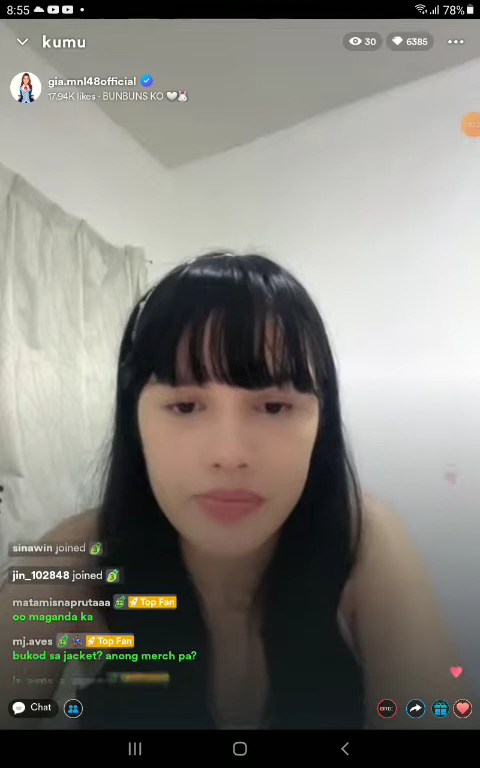 8:55
78%
kumu
30
6385
gia.mnl48official
17.94K likes · BUNBUNS KO
sinawin joined
jin_102848 joined
matamisnaprutaaa Top Fan
oo maganda ka
mj.aves Top Fan
bukod sa jacket? anong merch pa?
Chat